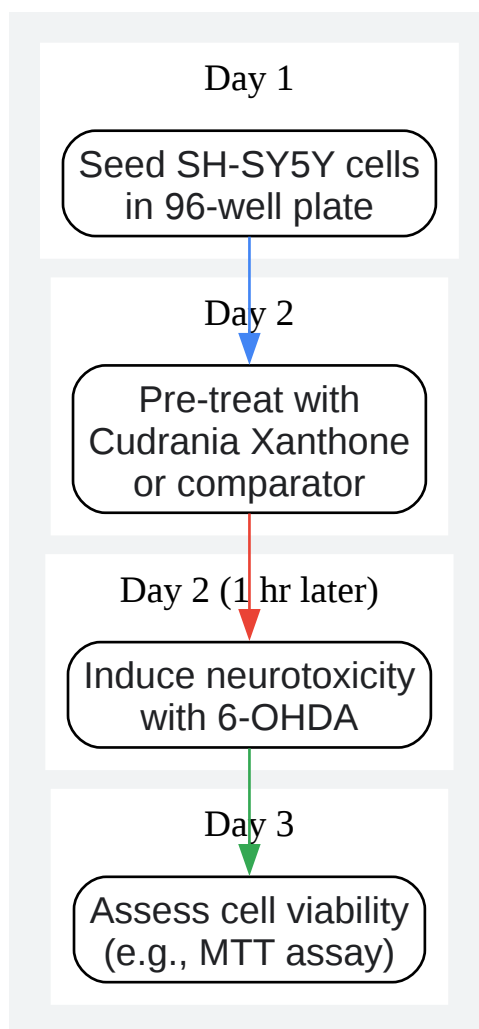 Day 1
Seed SH-SY5Y cells
in 96-well plate
Day 2
Pre-treat with
Cudrania Xanthone
or comparator
Day 2 (1 hr later)
Induce neurotoxicity
with 6-OHDA
Day 3
Assess cell viability
(e.g., MTT assay)